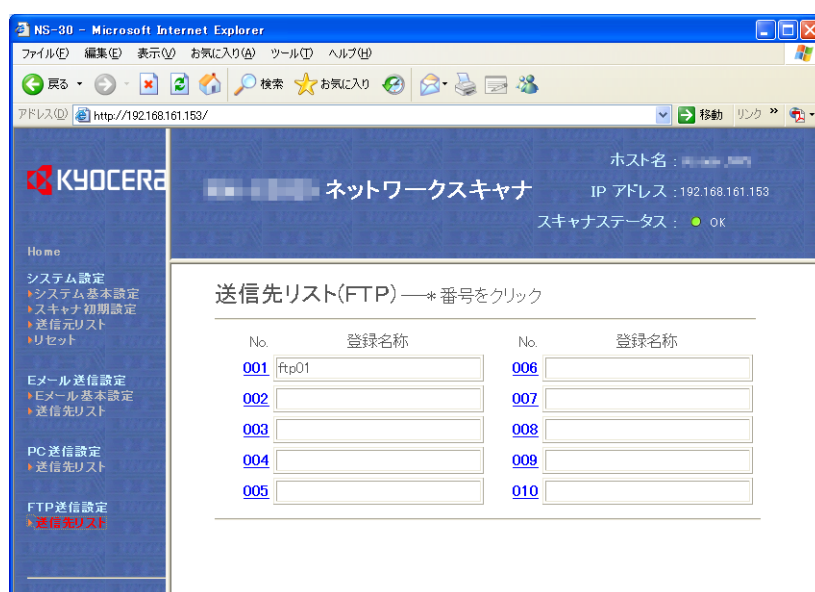 NS-30 - Microsoft Internet Explorer
ファイル(F) 編集(E) 表示(V) お気に入り(A) ツール(T) ヘルプ(H)
戻る 検索 お気に入り
アドレス(D) http://192.168.161.153/ 移動 リンク »
KYOCERA
ネットワークスキャナ
ホスト名 :
IP アドレス : 192.168.161.153
スキャナステータス : OK
Home
システム設定
システム基本設定
スキャナ初期設定
送信元リスト
リセット
Eメール送信設定
Eメール基本設定
送信先リスト
PC送信設定
送信先リスト
FTP送信設定
送信先リスト
送信先リスト(FTP)──* 番号をクリック
No. 登録名称 No. 登録名称
001 ftp01 006
002 007
003 008
004 009
005 010